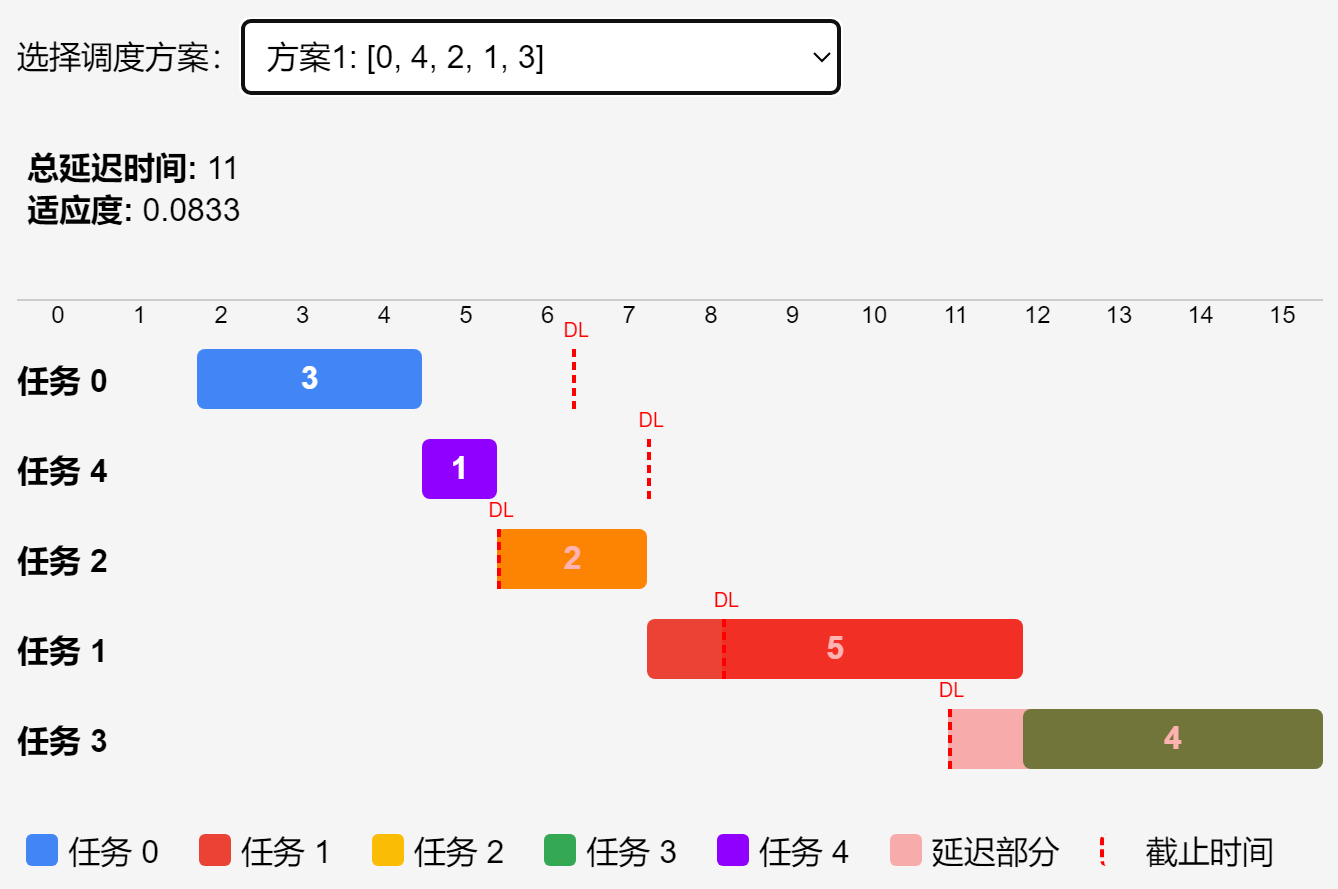 选择调度方案： 方案1: [0, 4, 2, 1, 3]
总延迟时间: 11
适应度: 0.0833
0 1 2 3 4 5 6 7 8 9 10 11 12 13 14 15
DL
任务 0 3
DL
任务 4 1
DL
任务 2 2
DL
任务 1 5
DL
任务 3 4
任务 0 任务 1 任务 2 任务 3 任务 4 延迟部分 截止时间